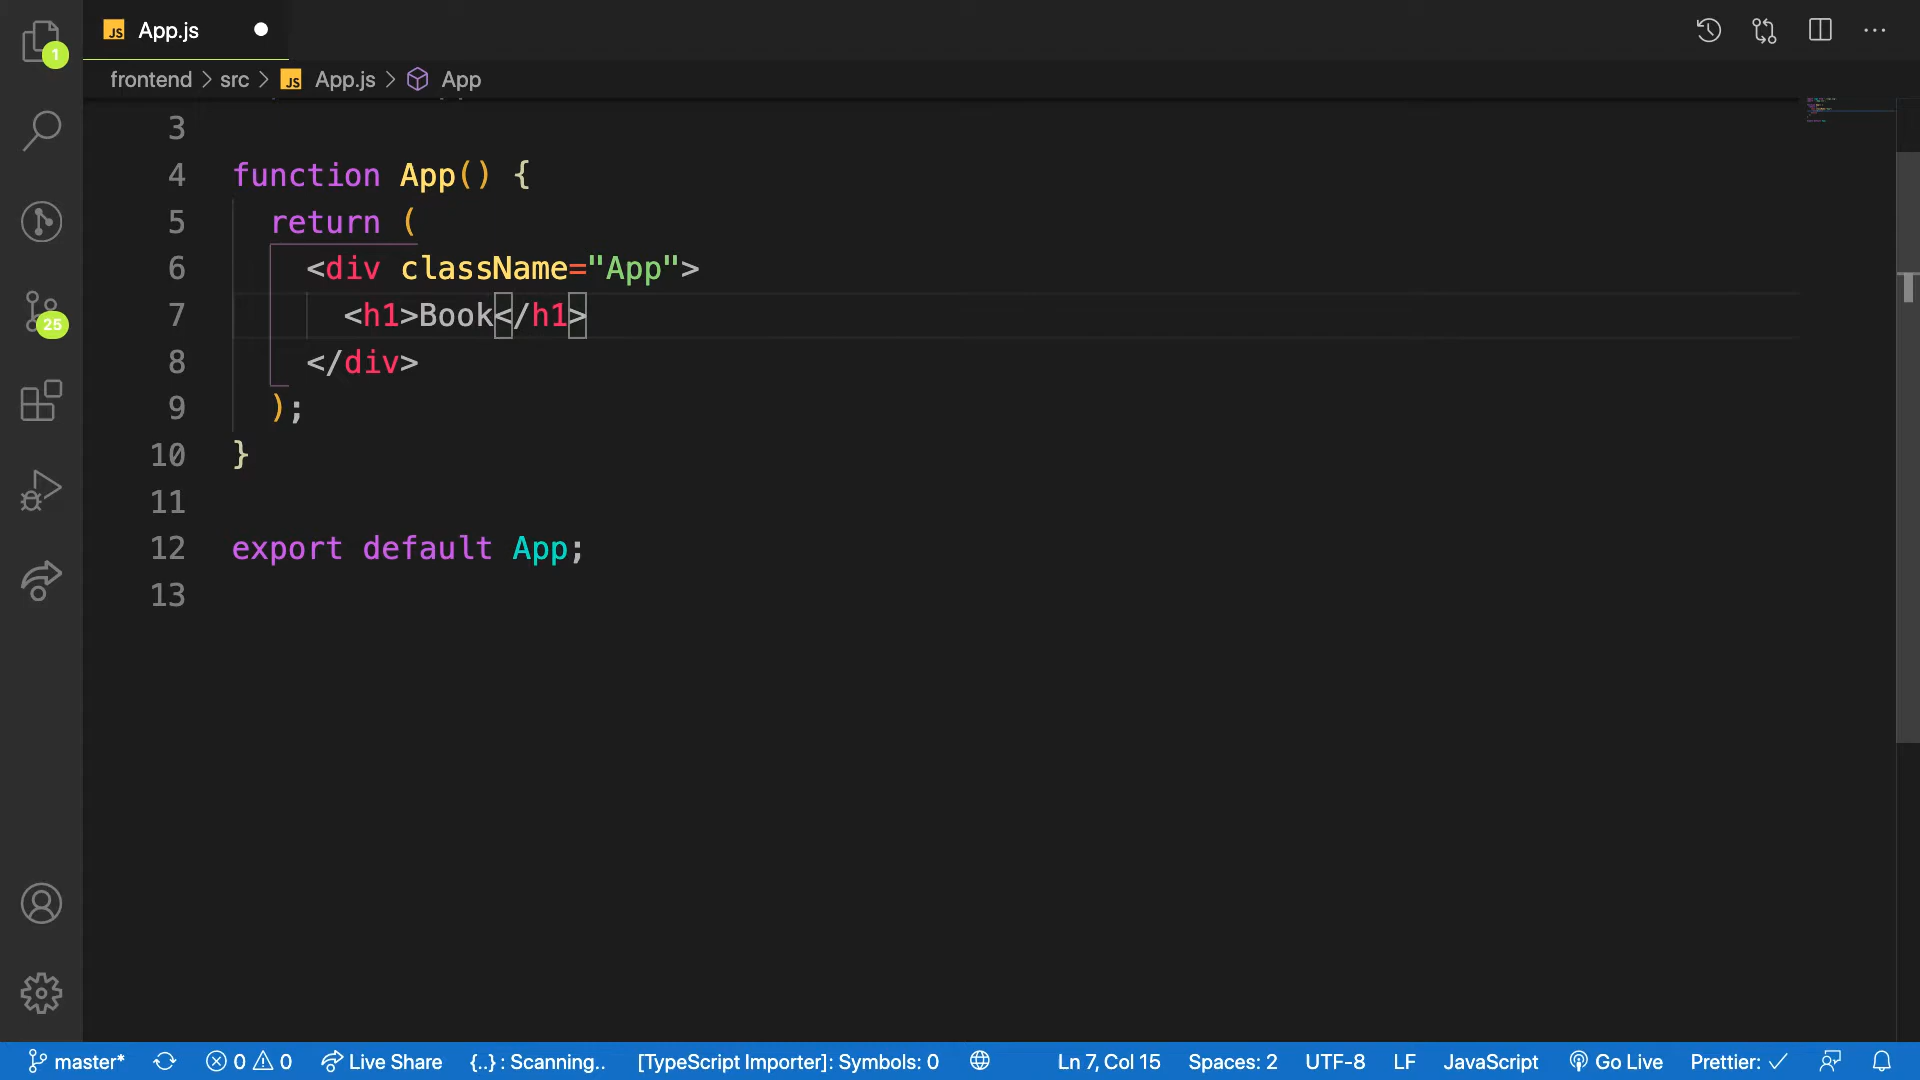 JS App.js
1
frontend > src > JS App.js > App
3
4 function App() {
5 return (
6 <div className="App">
7 <h1>Book</h1>
25
8 </div>
9 );
10 }
11
12 export default App;
13
master* 0 0 Live Share {..} : Scanning.. [TypeScript Importer]: Symbols: 0 Ln 7, Col 15 Spaces: 2 UTF-8 LF JavaScript Go Live Prettier: ✓